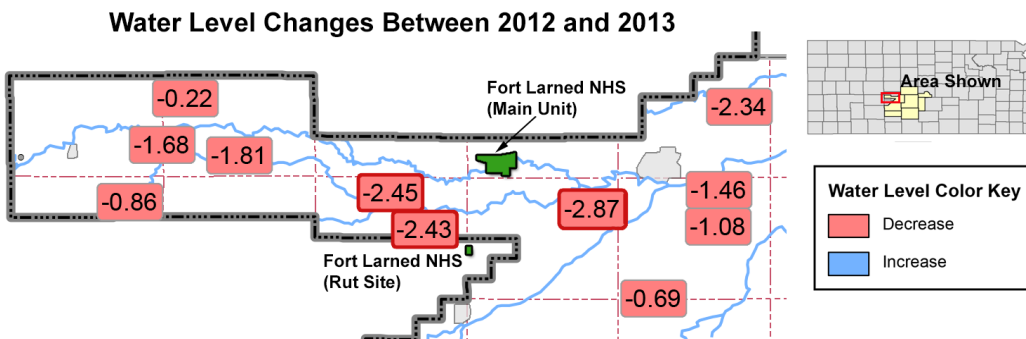 Water Level Changes Between 2012 and 2013
-0.22
Fort Larned NHS
(Main Unit)
-2.34
-1.68
-1.81
-0.86
-2.45
-2.43
-2.87
-1.46
-1.08
Fort Larned NHS
(Rut Site)
-0.69
Area Shown
Water Level Color Key
Decrease
Increase